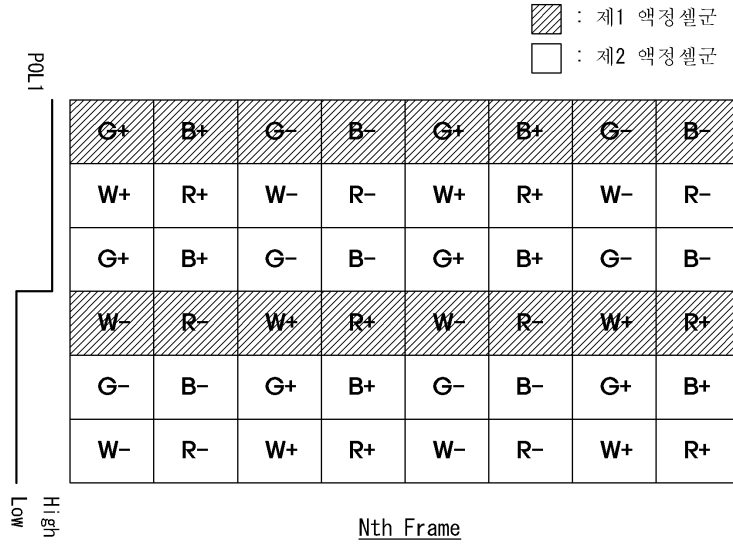 : 제1 액정셀군
: 제2 액정셀군
POL1
G+ B+ G- B- G+ B+ G- B-
W+ R+ W- R- W+ R+ W- R-
G+ B+ G- B- G+ B+ G- B-
W- R- W+ R+ W- R- W+ R+
G- B- G+ B+ G- B- G+ B+
W- R- W+ R+ W- R- W+ R+
High
Low
Nth Frame